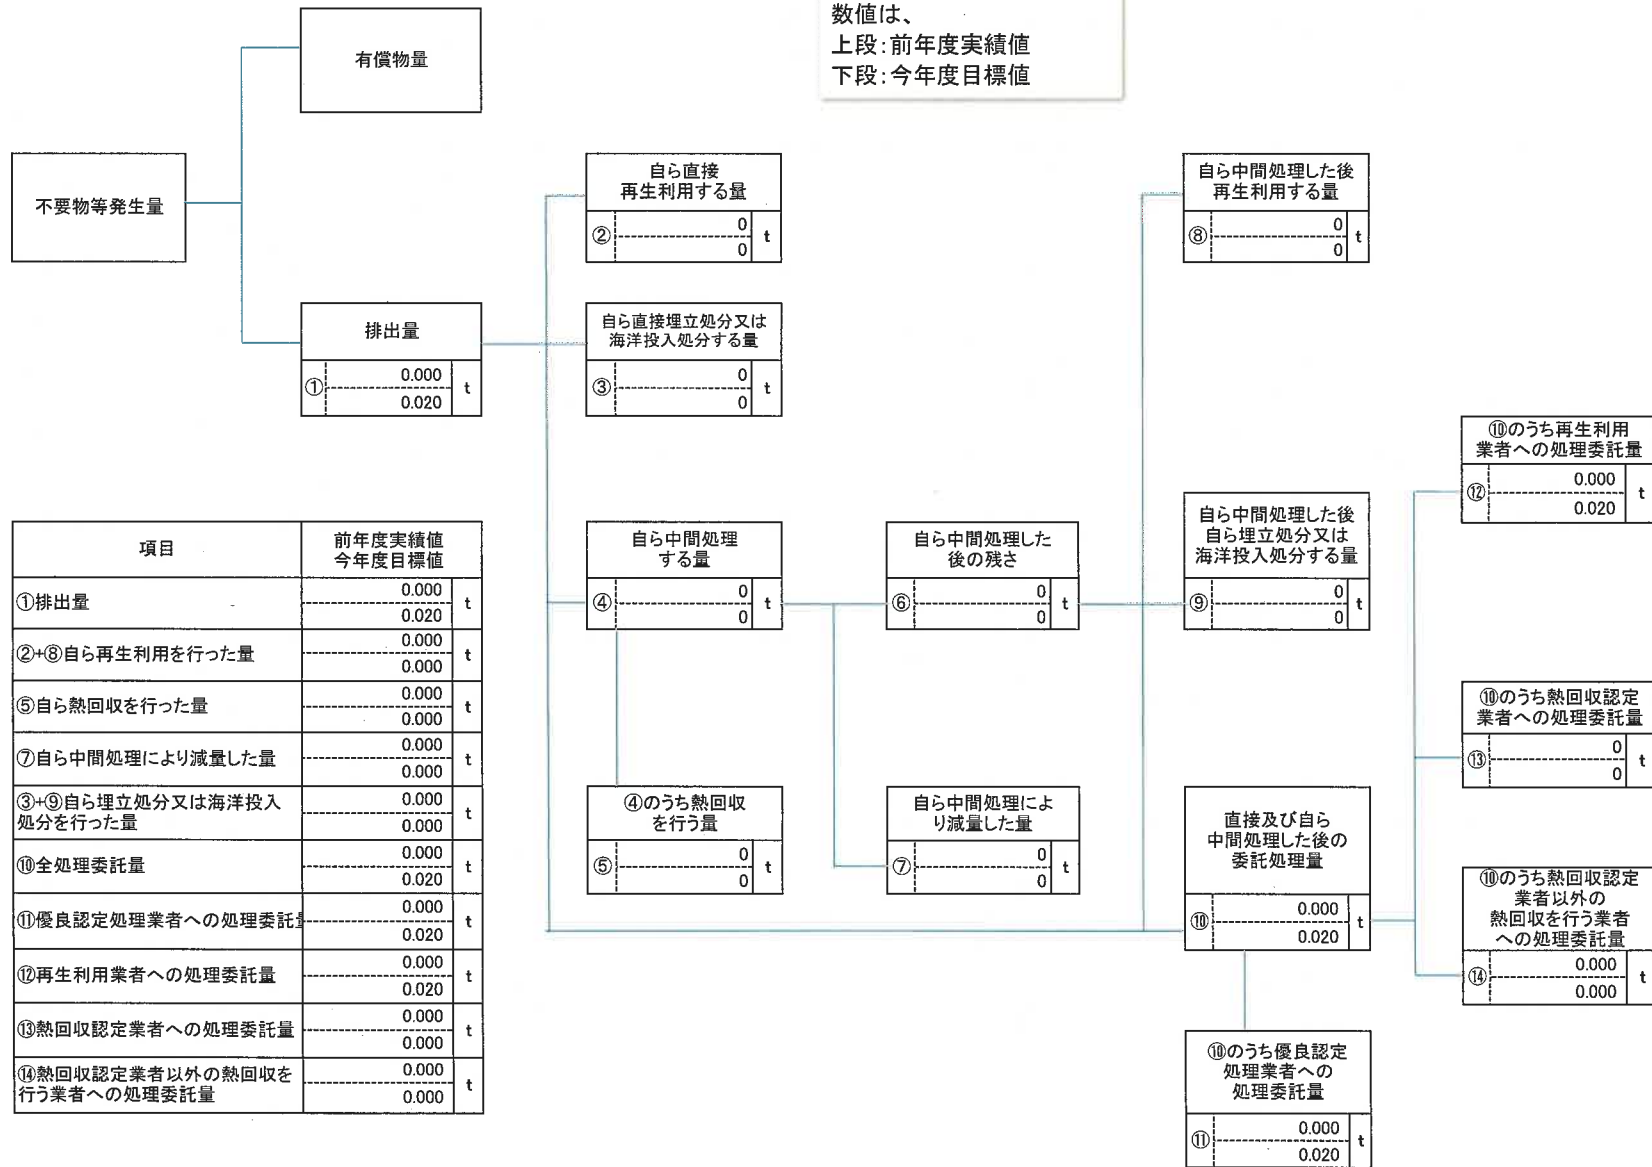 数値は、
上段:前年度実績値
下段:今年度目標値
有償物量
不要物等発生量
排出量
① 0.000 t
0.020
自ら直接
再生利用する量
② 0 t
0
自ら直接埋立処分又は
海洋投入処分する量
③ 0 t
0
自ら中間処理
する量
④ 0 t
0
④のうち熱回収
を行う量
⑤ 0 t
0
自ら中間処理した
後の残さ
⑥ 0 t
0
自ら中間処理によ
り減量した量
⑦ 0 t
0
自ら中間処理した後
再生利用する量
⑧ 0 t
0
自ら中間処理した後
自ら埋立処分又は
海洋投入処分する量
⑨ 0 t
0
直接及び自ら
中間処理した後の
委託処理量
⑩ 0.000 t
0.020
⑩のうち優良認定
処理業者への
処理委託量
⑪ 0.000 t
0.020
⑩のうち再生利用
業者への処理委託量
⑫ 0.000 t
0.020
⑩のうち熱回収認定
業者への処理委託量
⑬ 0 t
0
⑩のうち熱回収認定
業者以外の
熱回収を行う業者
への処理委託量
⑭ 0.000 t
0.000
項目 前年度実績値
今年度目標値
①排出量 0.000 t
0.020
②+⑧自ら再生利用を行った量 0.000 t
0.000
⑤自ら熱回収を行った量 0.000 t
0.000
⑦自ら中間処理により減量した量 0.000 t
0.000
③+⑨自ら埋立処分又は海洋投入
処分を行った量 0.000 t
0.000
⑩全処理委託量 0.000 t
0.020
⑪優良認定処理業者への処理委託 0.000 t
0.020
⑫再生利用業者への処理委託量 0.000 t
0.020
⑬熱回収認定業者への処理委託量 0.000 t
0.000
⑭熱回収認定業者以外の熱回収を
行う業者への処理委託量 0.000 t
0.000